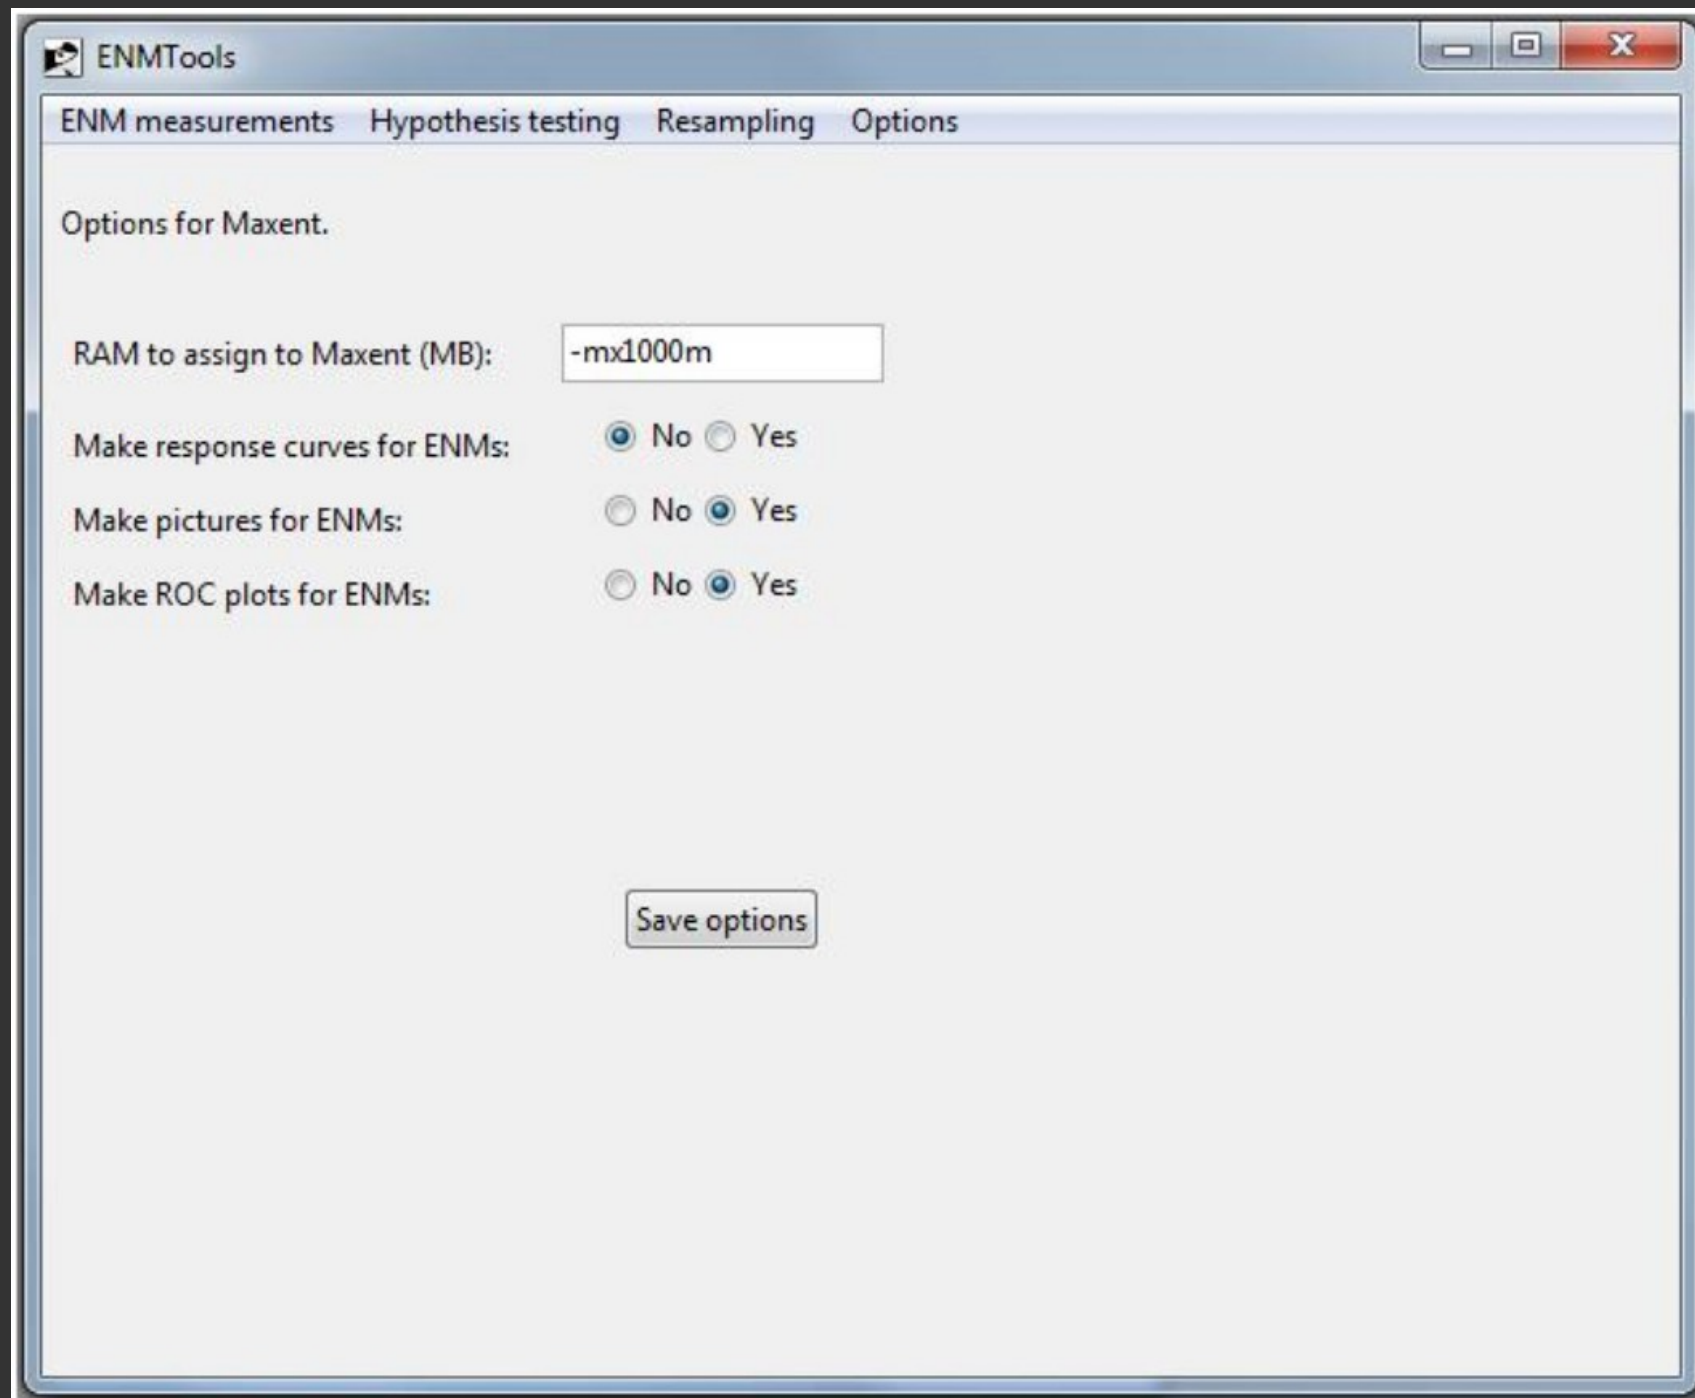 ENMTools
ENM measurements Hypothesis testing Resampling Options
Options for Maxent.
RAM to assign to Maxent (MB): -mx1000m
Make response curves for ENMs: No Yes
Make pictures for ENMs: No Yes
Make ROC plots for ENMs: No Yes
Save options